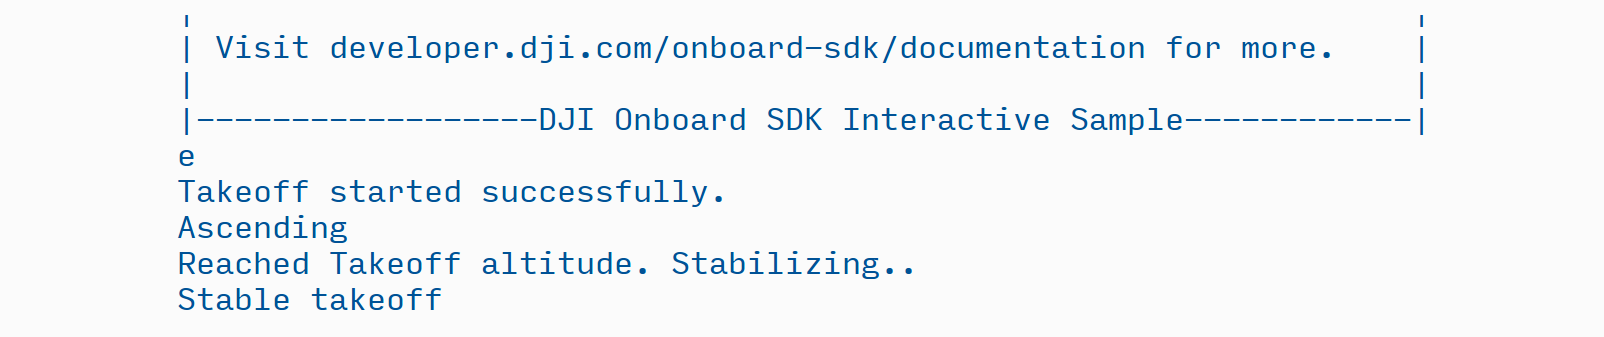 | Visit developer.dji.com/onboard-sdk/documentation for more.    |
|                                                                |
|------------------DJI Onboard SDK Interactive Sample------------|
e
Takeoff started successfully.
Ascending
Reached Takeoff altitude. Stabilizing..
Stable takeoff